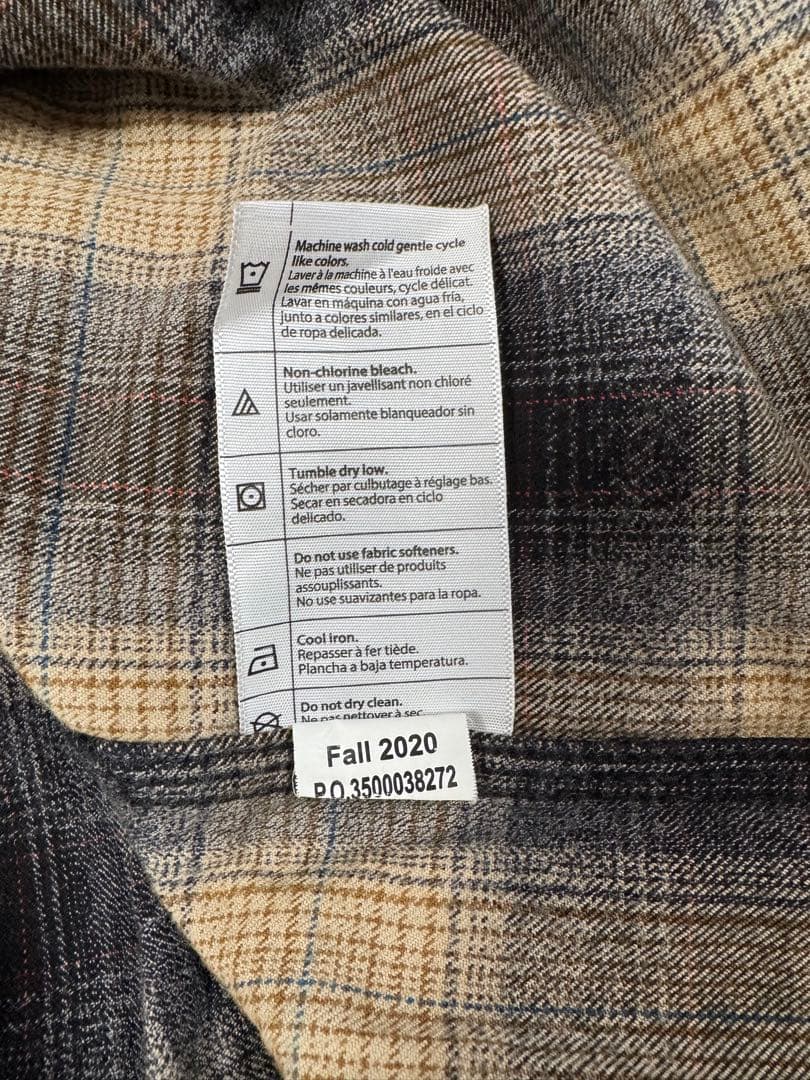 Machine wash cold gentle cycle
like colors.
Laver à la machine à l'eau froide avec
les mêmes couleurs, cycle délicat.
Lavar en máquina con agua fría,
junto a colores similares, en el ciclo
de ropa delicada.
Non-chlorine bleach.
Utiliser un javellisant non chloré
seulement.
Usar solamente blanqueador sin
cloro.
Tumble dry low.
Sécher par culbutage à réglage bas.
Secar en secadora en ciclo
delicado.
Do not use fabric softeners.
Ne pas utiliser de produits
assouplissants.
No use suavizantes para la ropa.
Cool iron.
Repasser à fer tiède.
Plancha a baja temperatura.
Do not dry clean.
Ne pas nettoyer à sec
Fall 2020
P.O.3500038272